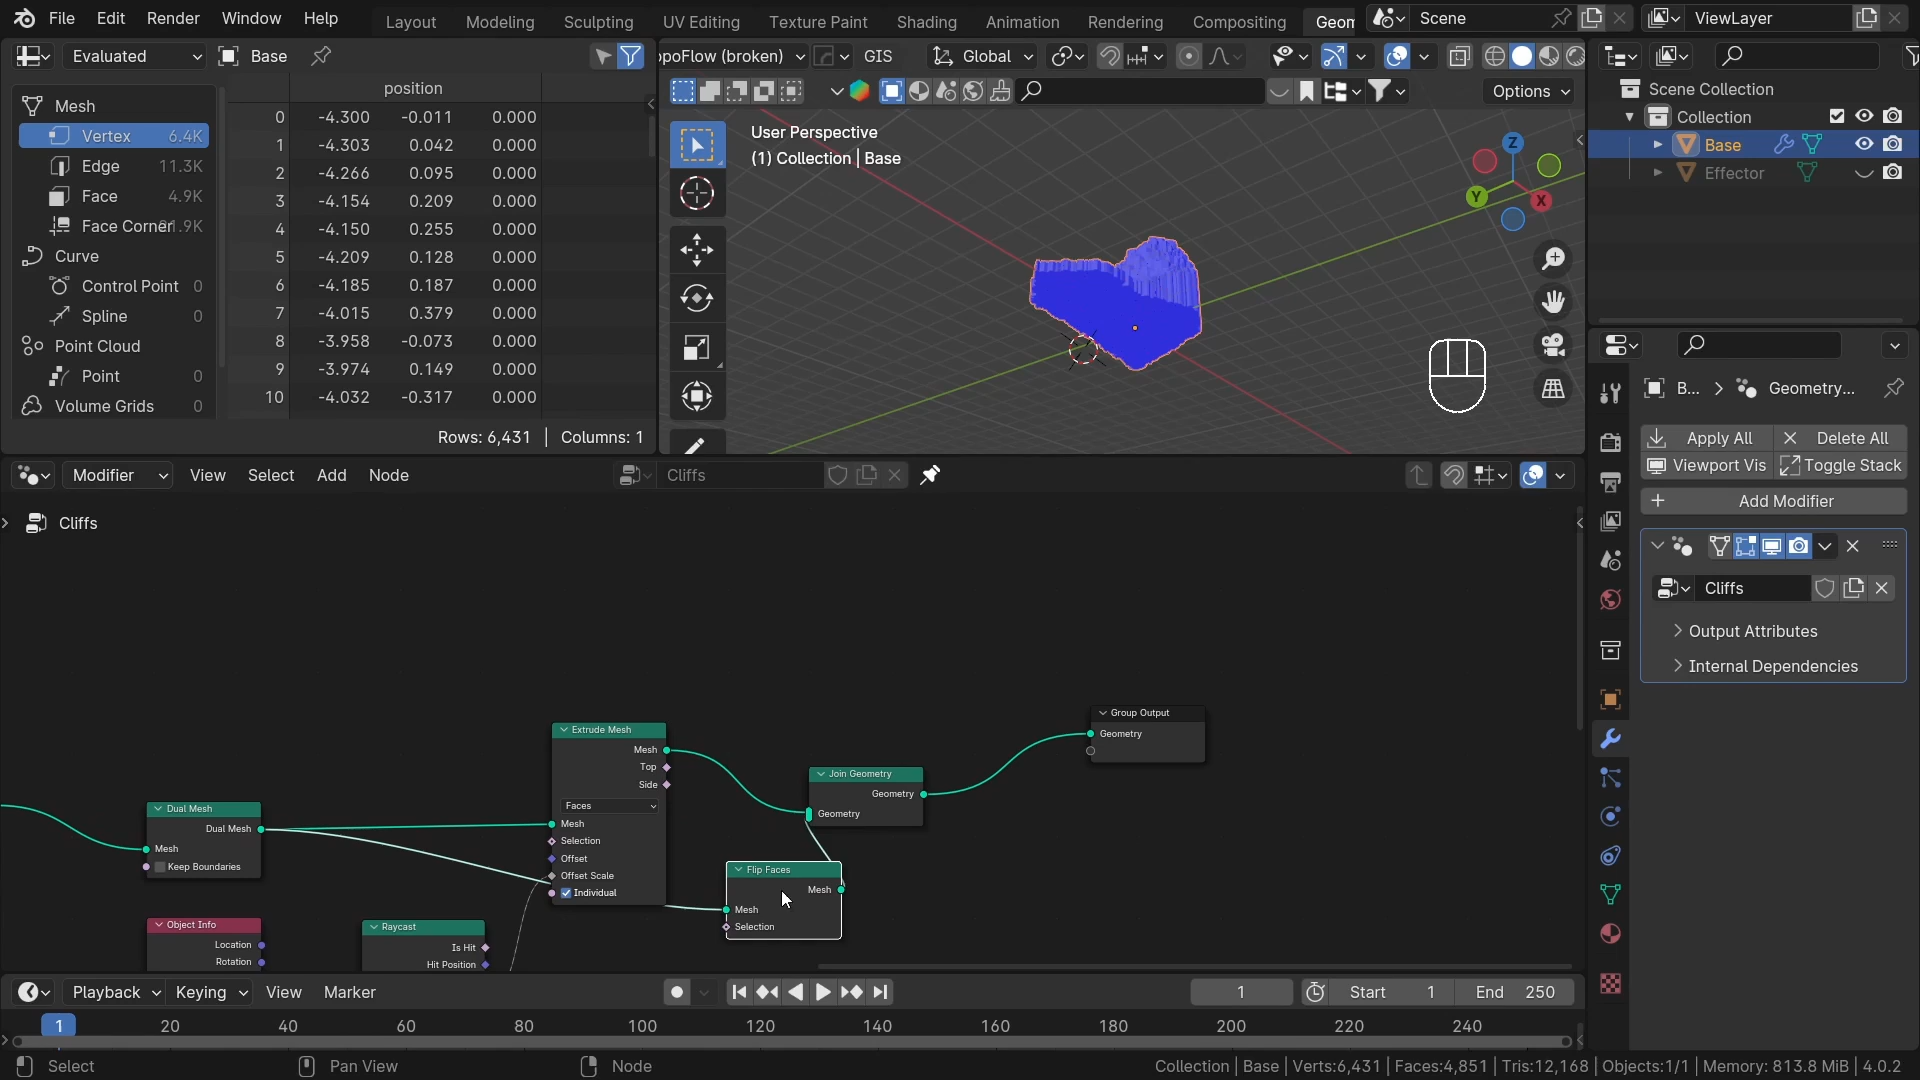 File Edit Render Window Help Layout Modeling Sculpting UV Editing Texture Paint Shading Animation Rendering Compositing Geom Scene ViewLayer
Evaluated Base
position
Mesh
Vertex 6.4K
Edge 11.3K
Face 4.9K
Face Corner
Curve
Control Point 0
Spline 0
Point Cloud
Point 0
Volume Grids 0
0 -4.300 -0.011 0.000
1 -4.303 0.042 0.000
2 -4.266 0.095 0.000
3 -4.154 0.209 0.000
4 -4.150 0.255 0.000
5 -4.209 0.128 0.000
6 -4.185 0.187 0.000
7 -4.015 0.379 0.000
8 -3.958 -0.073 0.000
9 -3.974 0.149 0.000
10 -4.032 -0.317 0.000
Rows: 6,431 | Columns: 1
opoFlow (broken) GIS Global
Options
User Perspective
(1) Collection | Base
Z
Y
X
Scene Collection
Collection
Base
Effector
B... Geometry...
Apply All Delete All
Viewport Vis Toggle Stack
Add Modifier
Cliffs
Output Attributes
Internal Dependencies
Modifier View Select Add Node Cliffs
Cliffs
Dual Mesh
Dual Mesh
Mesh
Keep Boundaries
Object Info
Location
Rotation
Raycast
Is Hit
Hit Position
Extrude Mesh
Mesh
Top
Side
Faces
Mesh
Selection
Offset
Offset Scale
Individual
Join Geometry
Geometry
Geometry
Flip Faces
Mesh
Mesh
Selection
Group Output
Geometry
Playback Keying View Marker 1 Start 1 End 250
1 20 40 60 80 100 120 140 160 180 200 220 240
Select Pan View Node Collection | Base | Verts:6,431 | Faces:4,851 | Tris:12,168 | Objects:1/1 | Memory: 813.8 MiB | 4.0.2